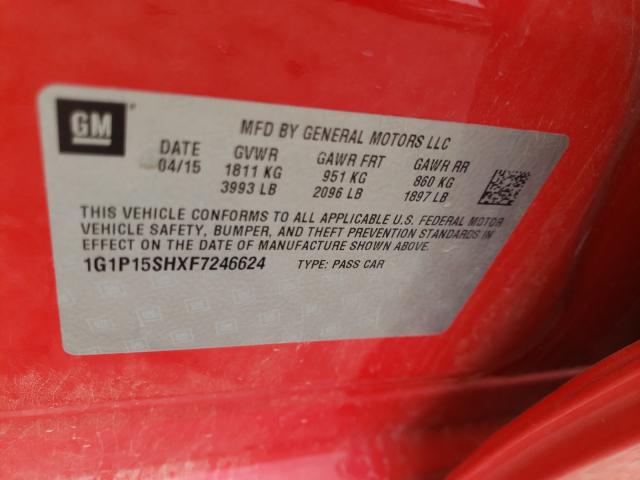 GM
MFD BY GENERAL MOTORS LLC
DATE GVWR GAWR FRT GAWR RR
04/15 1811 KG 951 KG 860 KG
3993 LB 2096 LB 1897 LB
THIS VEHICLE CONFORMS TO ALL APPLICABLE U.S. FEDERAL MOTOR
VEHICLE SAFETY, BUMPER, AND THEFT PREVENTION STANDARDS IN
EFFECT ON THE DATE OF MANUFACTURE SHOWN ABOVE.
1G1P15SHXF7246624 TYPE: PASS CAR